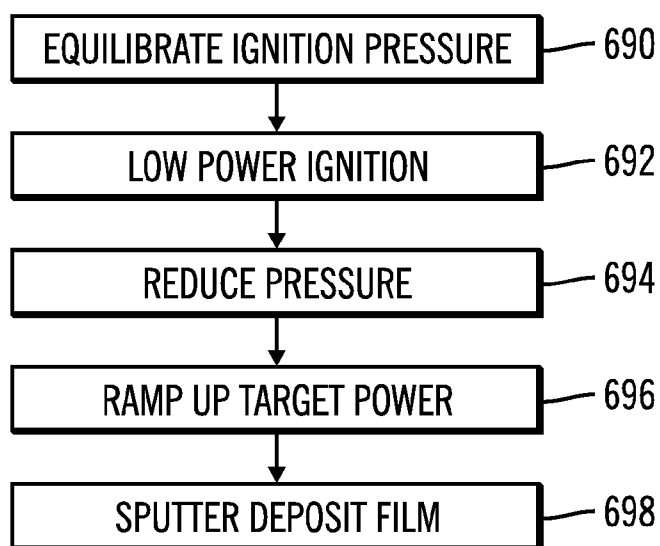 EQUILIBRATE IGNITION PRESSURE 690
LOW POWER IGNITION 692
REDUCE PRESSURE 694
RAMP UP TARGET POWER 696
SPUTTER DEPOSIT FILM 698